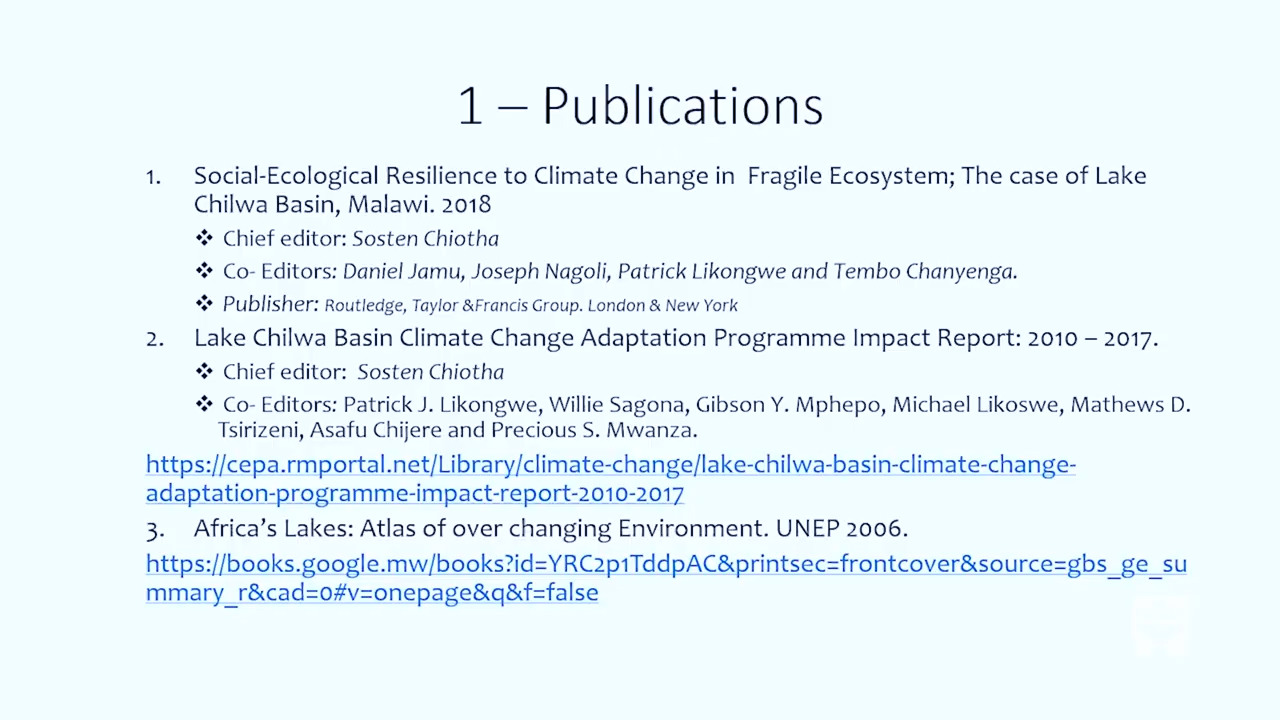 1 – Publications
1. Social-Ecological Resilience to Climate Change in Fragile Ecosystem; The case of Lake
Chilwa Basin, Malawi. 2018
❖ Chief editor: Sosten Chiotha
❖ Co- Editors: Daniel Jamu, Joseph Nagoli, Patrick Likongwe and Tembo Chanyenga.
❖ Publisher: Routledge, Taylor &Francis Group. London & New York
2. Lake Chilwa Basin Climate Change Adaptation Programme Impact Report: 2010 – 2017.
❖ Chief editor: Sosten Chiotha
❖ Co- Editors: Patrick J. Likongwe, Willie Sagona, Gibson Y. Mphepo, Michael Likoswe, Mathews D.
Tsirizeni, Asafu Chijere and Precious S. Mwanza.
https://cepa.rmportal.net/Library/climate-change/lake-chilwa-basin-climate-change-
adaptation-programme-impact-report-2010-2017
3. Africa’s Lakes: Atlas of over changing Environment. UNEP 2006.
https://books.google.mw/books?id=YRC2p1TddpAC&printsec=frontcover&source=gbs_ge_su
mmary_r&cad=0#v=onepage&q&f=false